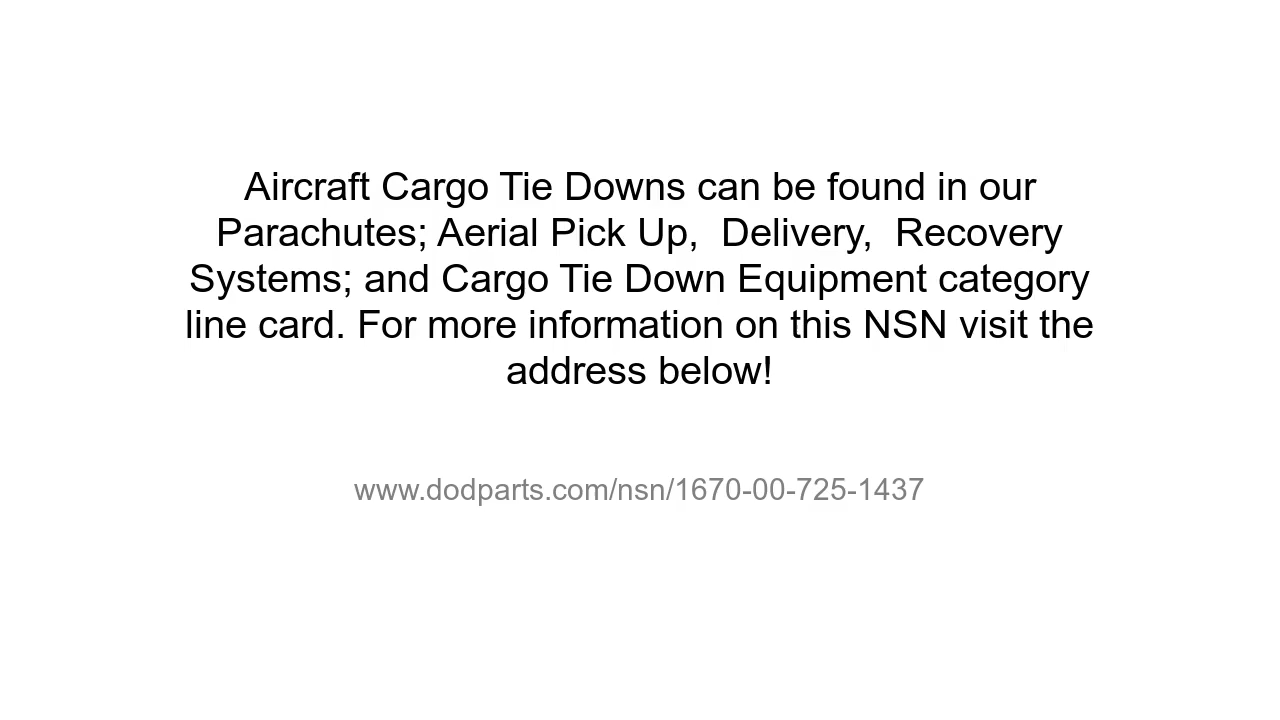 Aircraft Cargo Tie Downs can be found in our
Parachutes; Aerial Pick Up,  Delivery,  Recovery
Systems; and Cargo Tie Down Equipment category
line card. For more information on this NSN visit the
address below!
www.dodparts.com/nsn/1670-00-725-1437